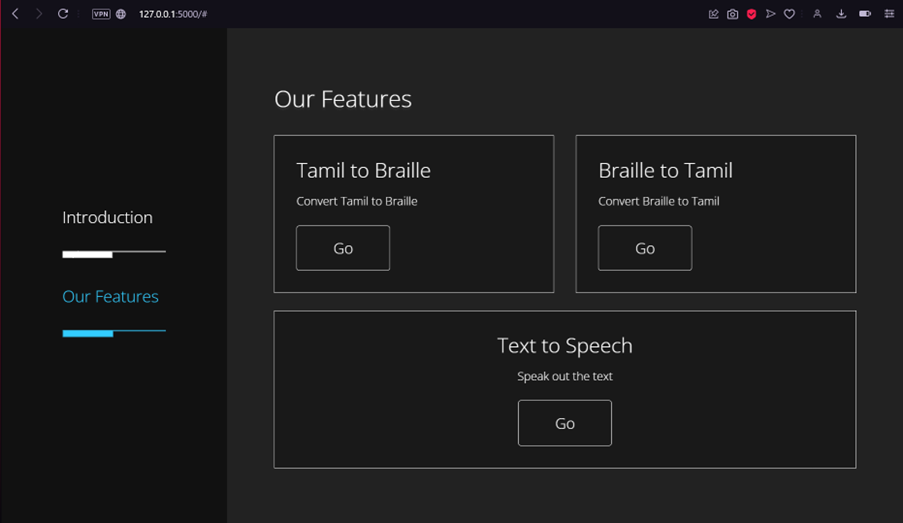 VPN
127.0.0.1:5000/#
Introduction
Our Features
Our Features
Tamil to Braille
Convert Tamil to Braille
Go
Braille to Tamil
Convert Braille to Tamil
Go
Text to Speech
Speak out the text
Go